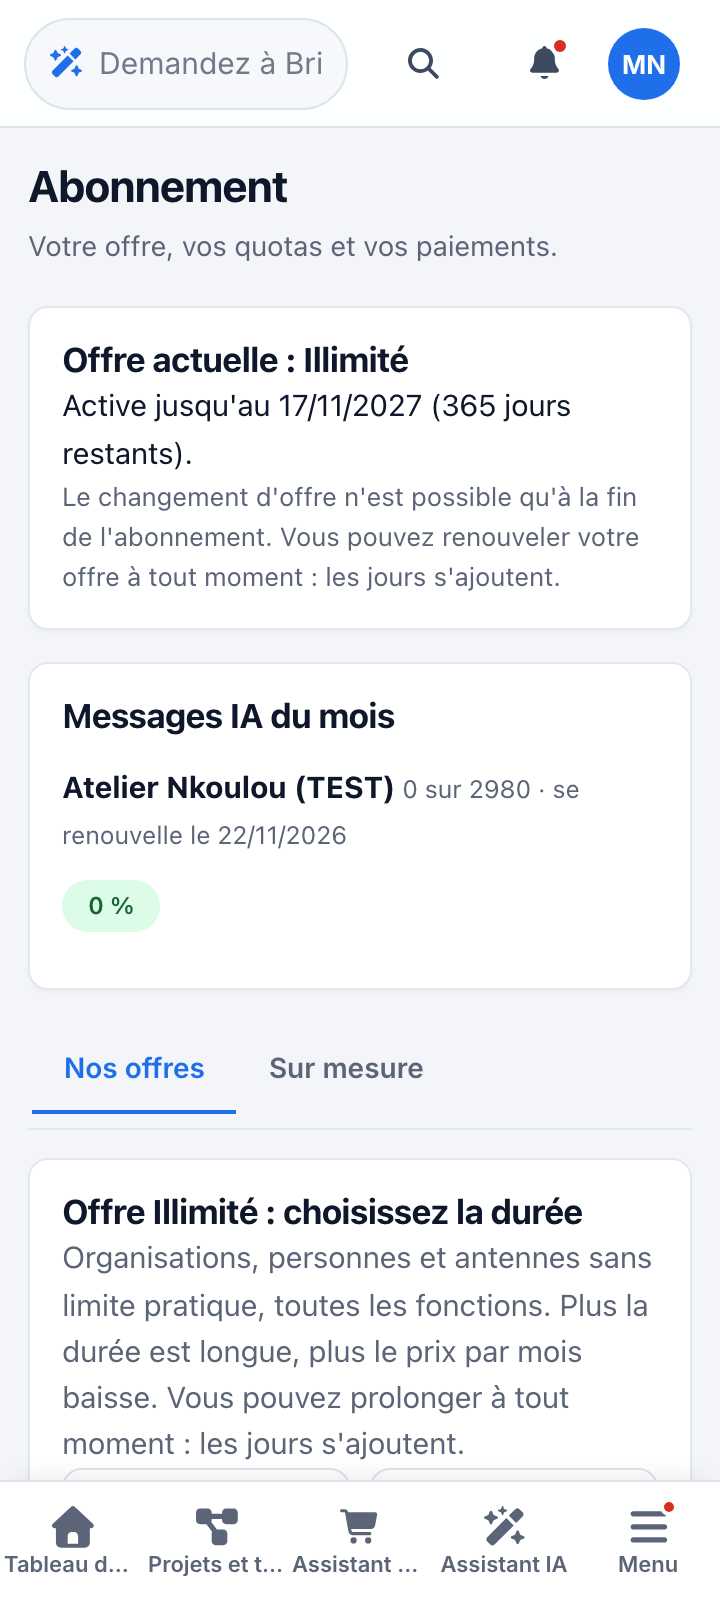 Demandez à Bri
MN
Abonnement
Votre offre, vos quotas et vos paiements.
Offre actuelle : Illimité
Active jusqu'au 17/11/2027 (365 jours
restants).
Le changement d'offre n'est possible qu'à la fin
de l'abonnement. Vous pouvez renouveler votre
offre à tout moment : les jours s'ajoutent.
Messages IA du mois
Atelier Nkoulou (TEST) 0 sur 2980 · se
renouvelle le 22/11/2026
0 %
Nos offres Sur mesure
Offre Illimité : choisissez la durée
Organisations, personnes et antennes sans
limite pratique, toutes les fonctions. Plus la
durée est longue, plus le prix par mois
baisse. Vous pouvez prolonger à tout
moment : les jours s'ajoutent.
Tableau d... Projets et t... Assistant ... Assistant IA Menu